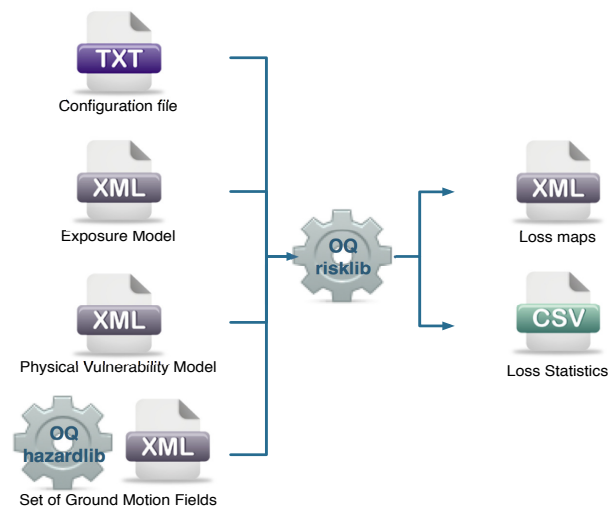 TXT
Configuration file
XML
Exposure Model
XML
Physical Vulnerability Model
OQ
hazardlib
XML
Set of Ground Motion Fields
OQ
risklib
XML
Loss maps
CSV
Loss Statistics